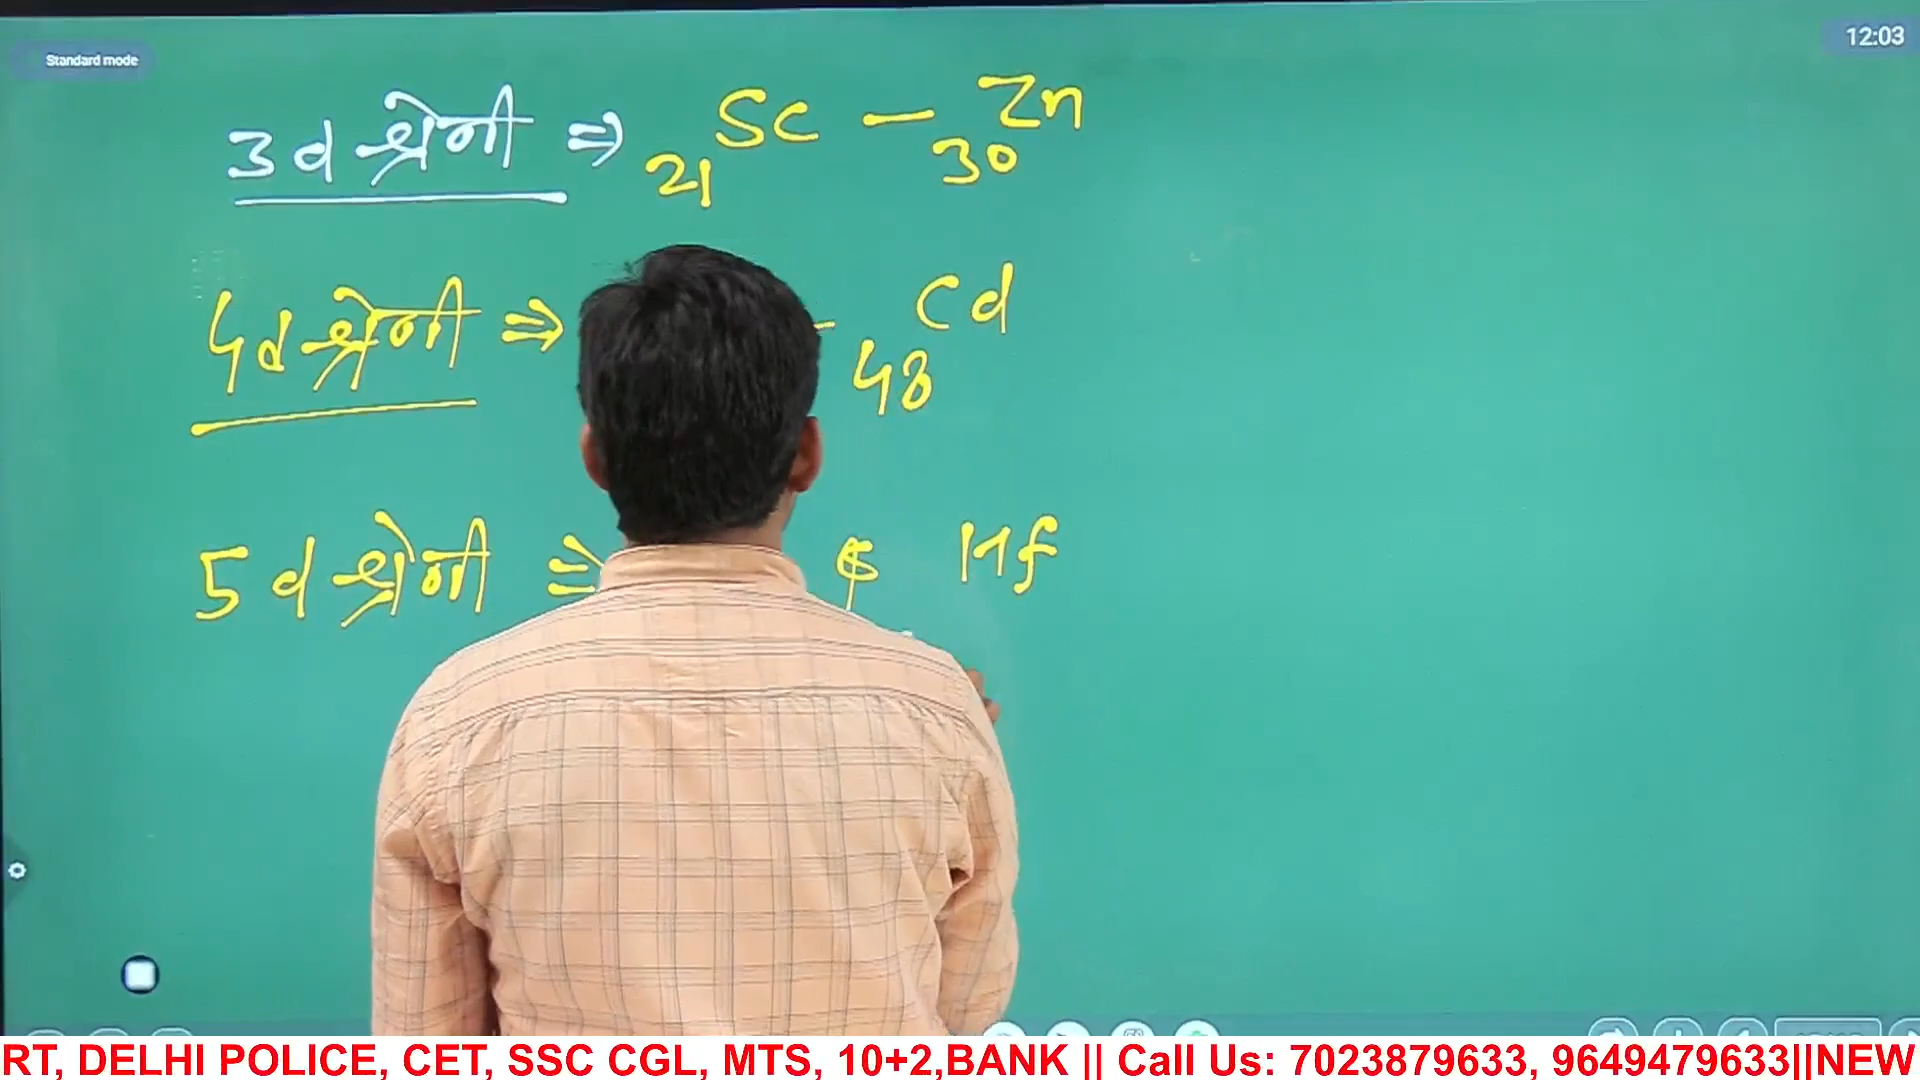 Standard mode
12:03
3d श्रेणी ⇒ 21Sc – 30Zn
4d श्रेणी ⇒ – 48Cd
5d श्रेणी ⇒ & Hf
RT, DELHI POLICE, CET, SSC CGL, MTS, 10+2,BANK || Call Us: 7023879633, 9649479633||NEW